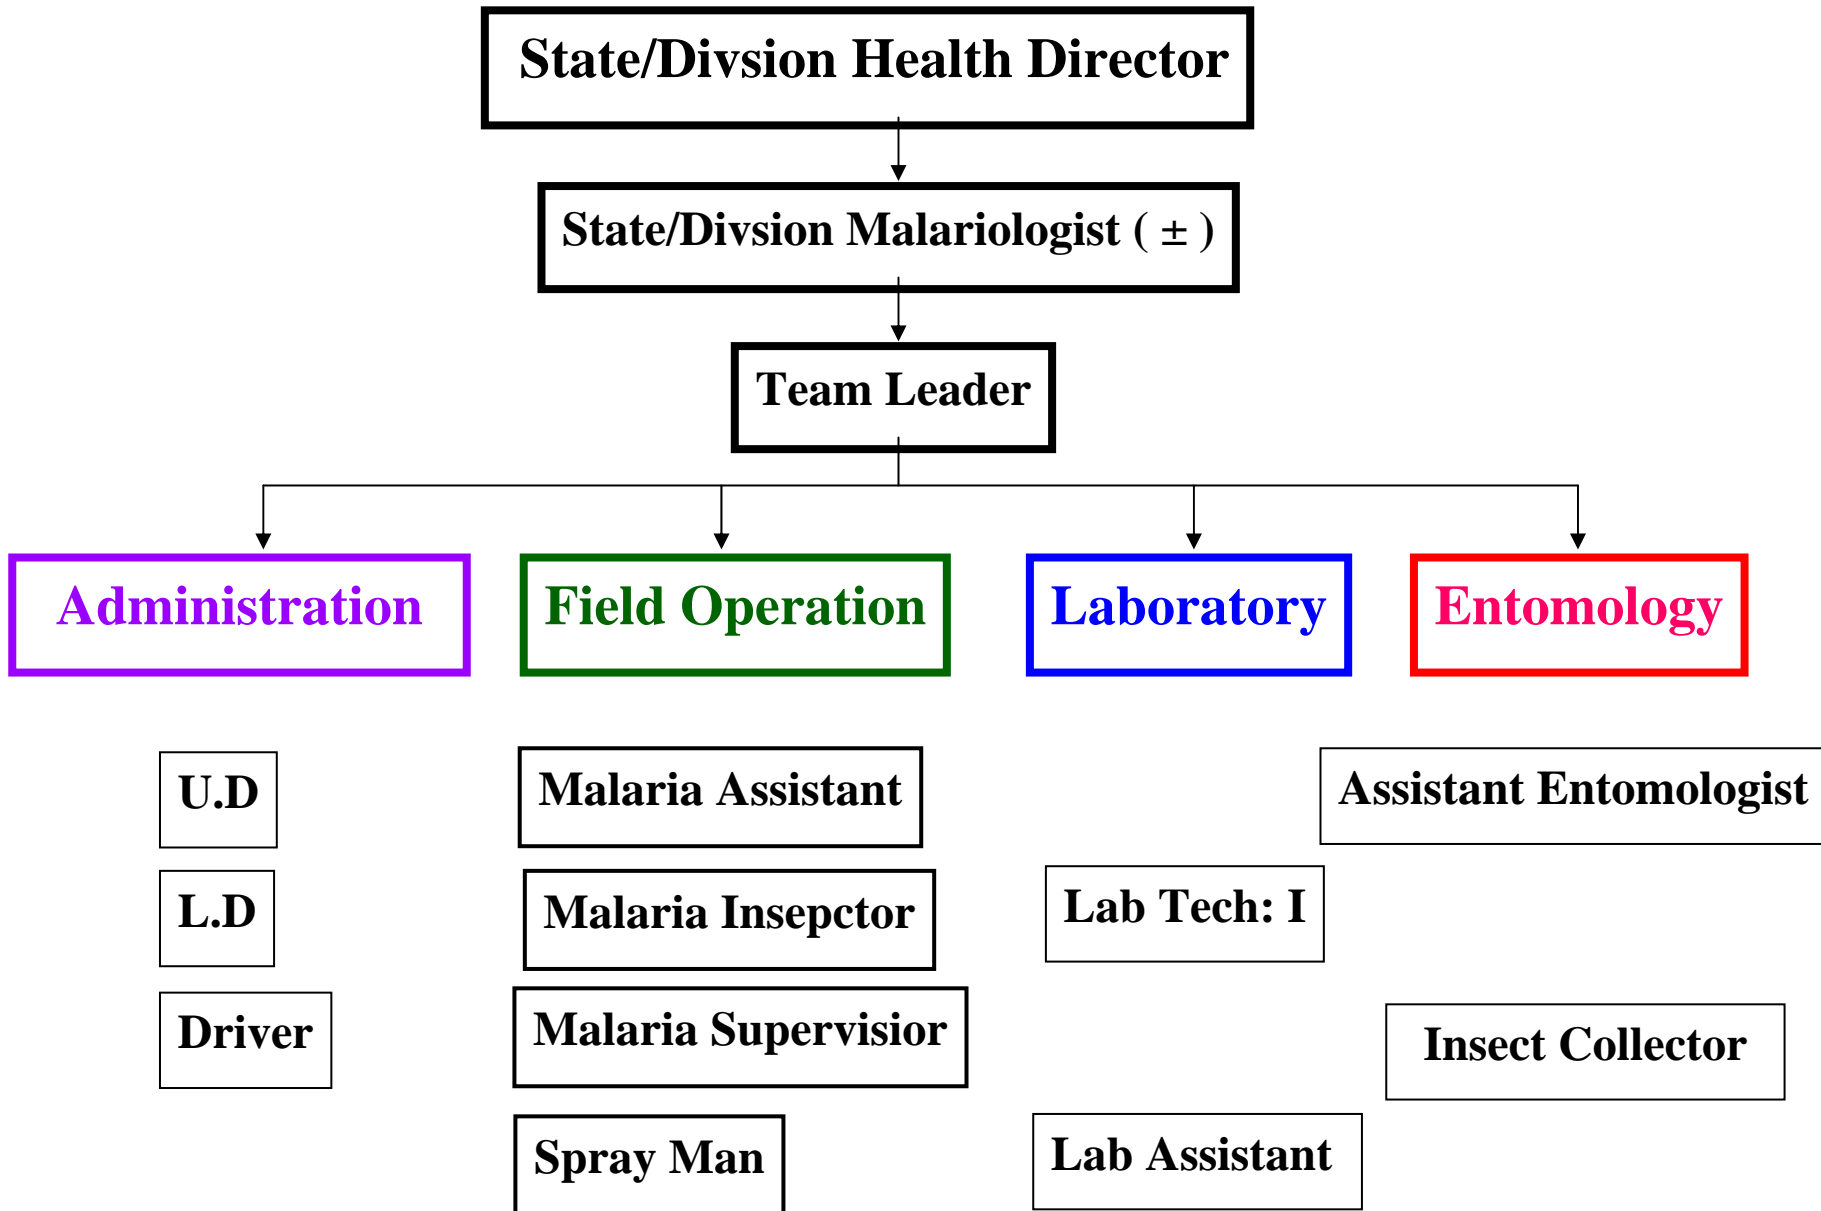 State/Divsion Health Director
State/Divsion Malariologist ( ± )
Team Leader
Administration
Field Operation
Laboratory
Entomology
U.D
Malaria Assistant
Assistant Entomologist
L.D
Malaria Insepctor
Lab Tech: I
Driver
Malaria Supervisior
Insect Collector
Spray Man
Lab Assistant